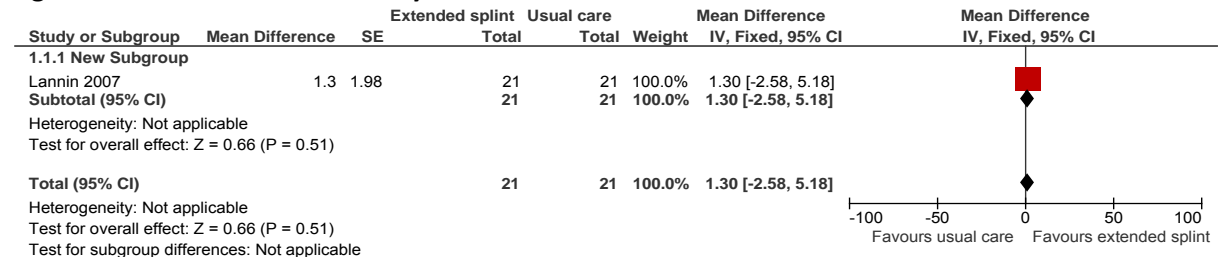 Extended splint Usual care Mean Difference Mean Difference
Study or Subgroup Mean Difference SE Total Total Weight IV, Fixed, 95% CI IV, Fixed, 95% CI
1.1.1 New Subgroup
Lannin 2007 1.3 1.98 21 21 100.0% 1.30 [-2.58, 5.18]
Subtotal (95% CI) 21 21 100.0% 1.30 [-2.58, 5.18]
Heterogeneity: Not applicable
Test for overall effect: Z = 0.66 (P = 0.51)
Total (95% CI) 21 21 100.0% 1.30 [-2.58, 5.18]
Heterogeneity: Not applicable
Test for overall effect: Z = 0.66 (P = 0.51)
Test for subgroup differences: Not applicable
-100 -50 0 50 100
Favours usual care Favours extended splint